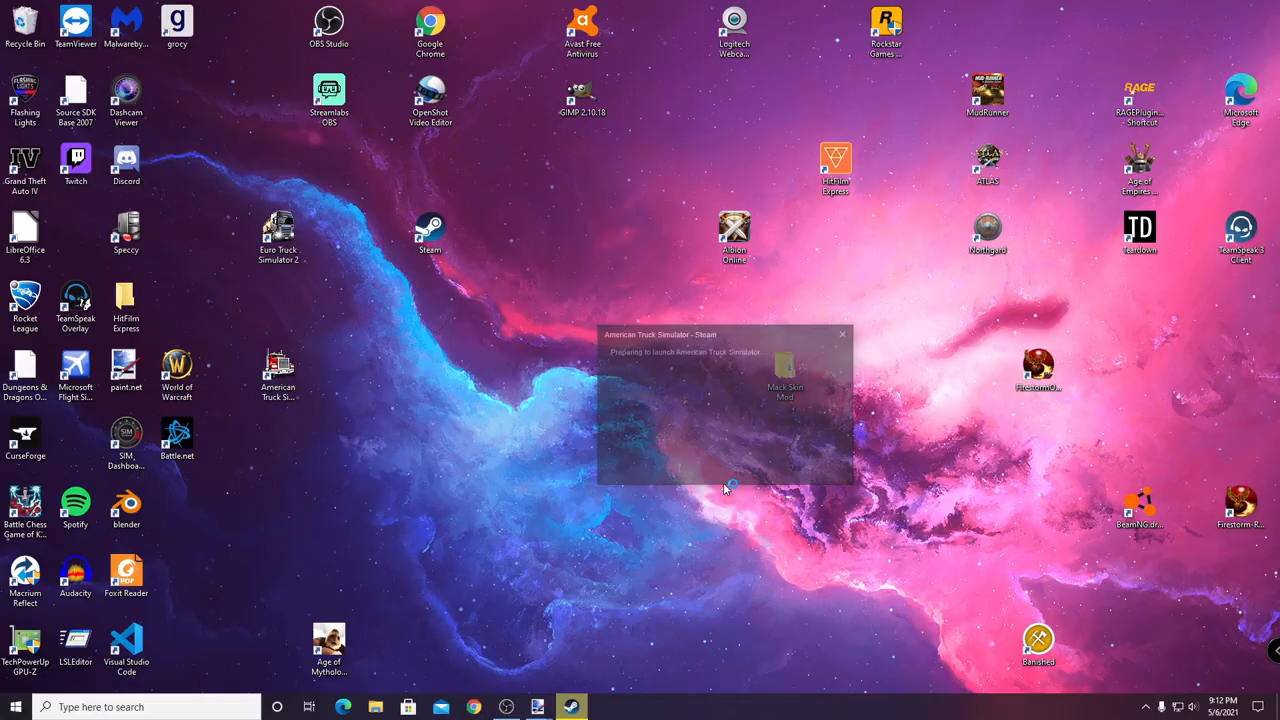 Recycle Bin
TeamViewer
Malwareby...
grocy
OBS Studio
Google
Chrome
Avast Free
Antivirus
Logitech
Webca...
Rockstar
Games ...
Flashing
Lights
Source SDK
Base 2007
Dashcam
Viewer
Streamlabs
OBS
OpenShot
Video Editor
GIMP 2.10.18
MudRunner
RAGE
RAGEPlugin...
- Shortcut
Microsoft
Edge
IV
Grand Theft
Auto IV
Twitch
Discord
HitFilm
Express
ATLAS
Age of
Empires ...
LibreOffice
6.3
Speccy
Euro Truck
Simulator 2
Steam
Albion
Online
Northgard
TD
Teardown
TeamSpeak 3
Client
Rocket
League
TeamSpeak
Overlay
HitFilm
Express
American Truck Simulator - Steam
Preparing to launch American Truck Simulator...
Dungeons &
Dragons O...
Microsoft
Flight Si...
paint.net
World of
Warcraft
American
Truck Si...
Mack Skin
Mod
FirestormO...
CurseForge
SIM
SIM
Dashboa...
Battle.net
Battle Chess
Game of K...
Spotify
blender
BeamNG.dr...
Firestorm-R...
Macrium
Reflect
Audacity
PDF
Foxit Reader
TechPowerUp
GPU-Z
LSLEditor
Visual Studio
Code
Age of
Mytholo...
Banished
Type here to search
9:12 PM
5/6/2021